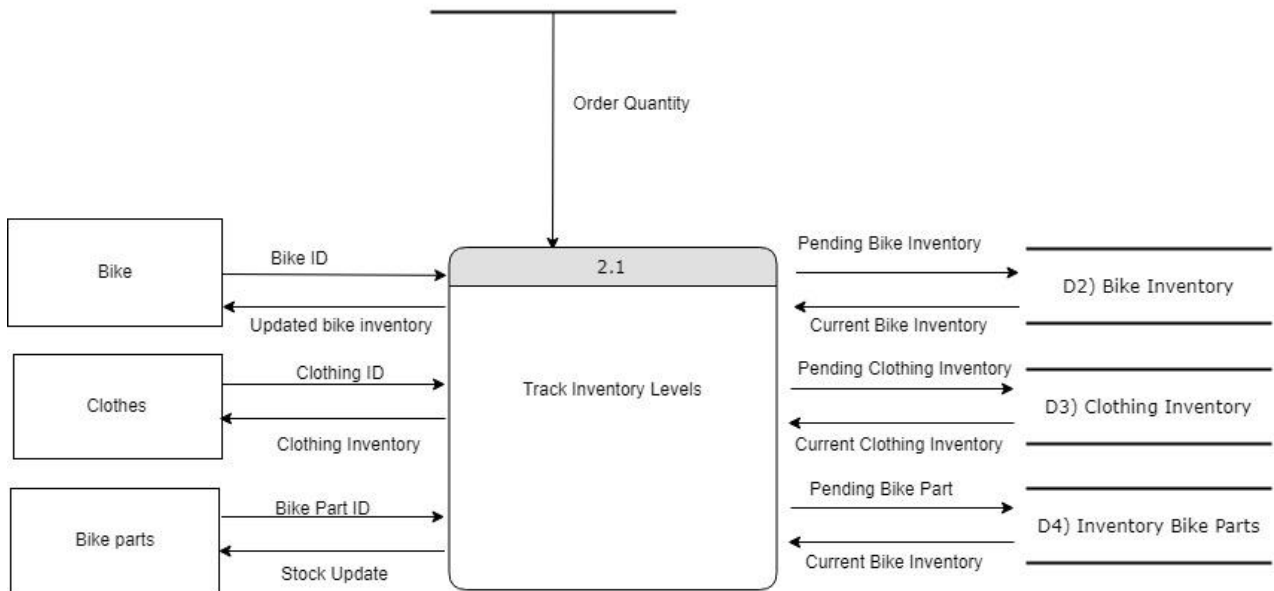 Order Quantity
Bike
Bike ID
Updated bike inventory
2.1
Pending Bike Inventory
Current Bike Inventory
D2) Bike Inventory
Clothes
Clothing ID
Clothing Inventory
Track Inventory Levels
Pending Clothing Inventory
Current Clothing Inventory
D3) Clothing Inventory
Bike parts
Bike Part ID
Stock Update
Pending Bike Part
Current Bike Inventory
D4) Inventory Bike Parts